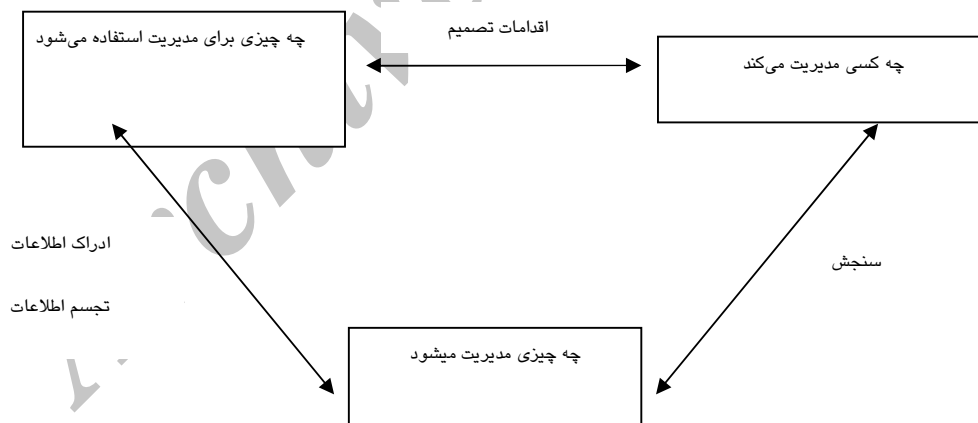 اقدامات تصمیم
چه چیزی برای مدیریت استفاده می‌شود
چه کسی مدیریت می‌کند
ادراک اطلاعات
سنجش
تجسم اطلاعات
چه چیزی مدیریت میشود